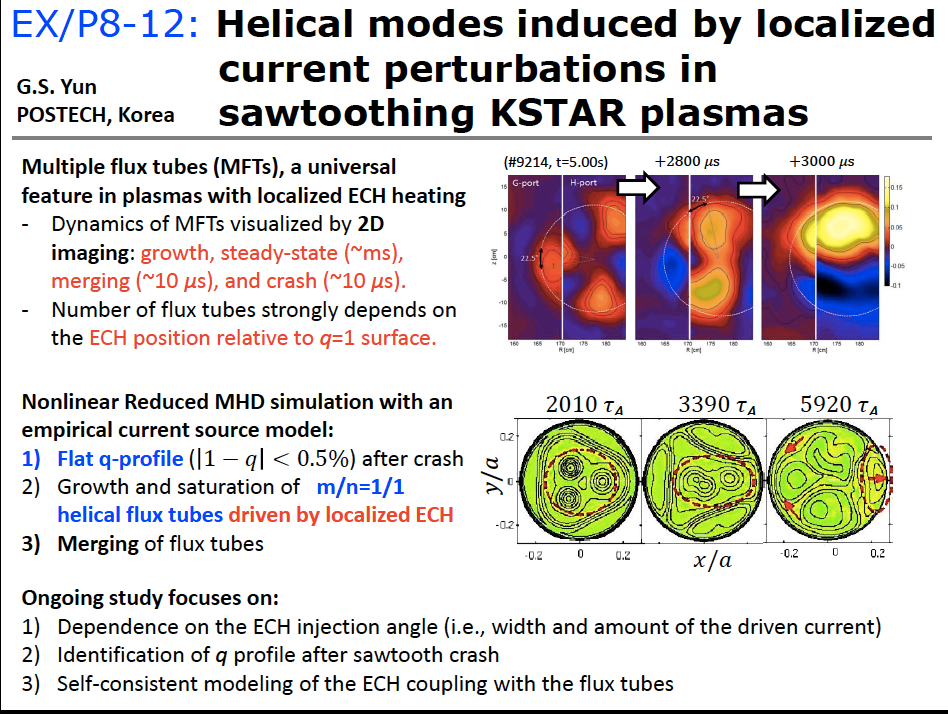 EX/P8-12: Helical modes induced by localized
current perturbations in
sawtoothing KSTAR plasmas
G.S. Yun
POSTECH, Korea
Multiple flux tubes (MFTs), a universal
feature in plasmas with localized ECH heating
- Dynamics of MFTs visualized by 2D
imaging: growth, steady-state (~ms),
merging (~10 μs), and crash (~10 μs).
- Number of flux tubes strongly depends on
the ECH position relative to q=1 surface.
(#9214, t=5.00s) +2800 μs +3000 μs
G-port H-port
22.5°
22.5°
z [cm]
15
10
5
0
-5
-10
-15
160 165 170 175 180
160 165 170 175 180
160 165 170 175 180
R [cm] R [cm] R [cm]
0.15
0.1
0.05
0
-0.05
-0.1
Nonlinear Reduced MHD simulation with an
empirical current source model:
1) Flat q-profile (|1 − q| < 0.5%) after crash
2) Growth and saturation of m/n=1/1
helical flux tubes driven by localized ECH
3) Merging of flux tubes
2010 τA 3390 τA 5920 τA
y/a
0.2
0
-0.2
-0.2 0 0.2
-0.2 0 0.2
x/a
Ongoing study focuses on:
1) Dependence on the ECH injection angle (i.e., width and amount of the driven current)
2) Identification of q profile after sawtooth crash
3) Self-consistent modeling of the ECH coupling with the flux tubes